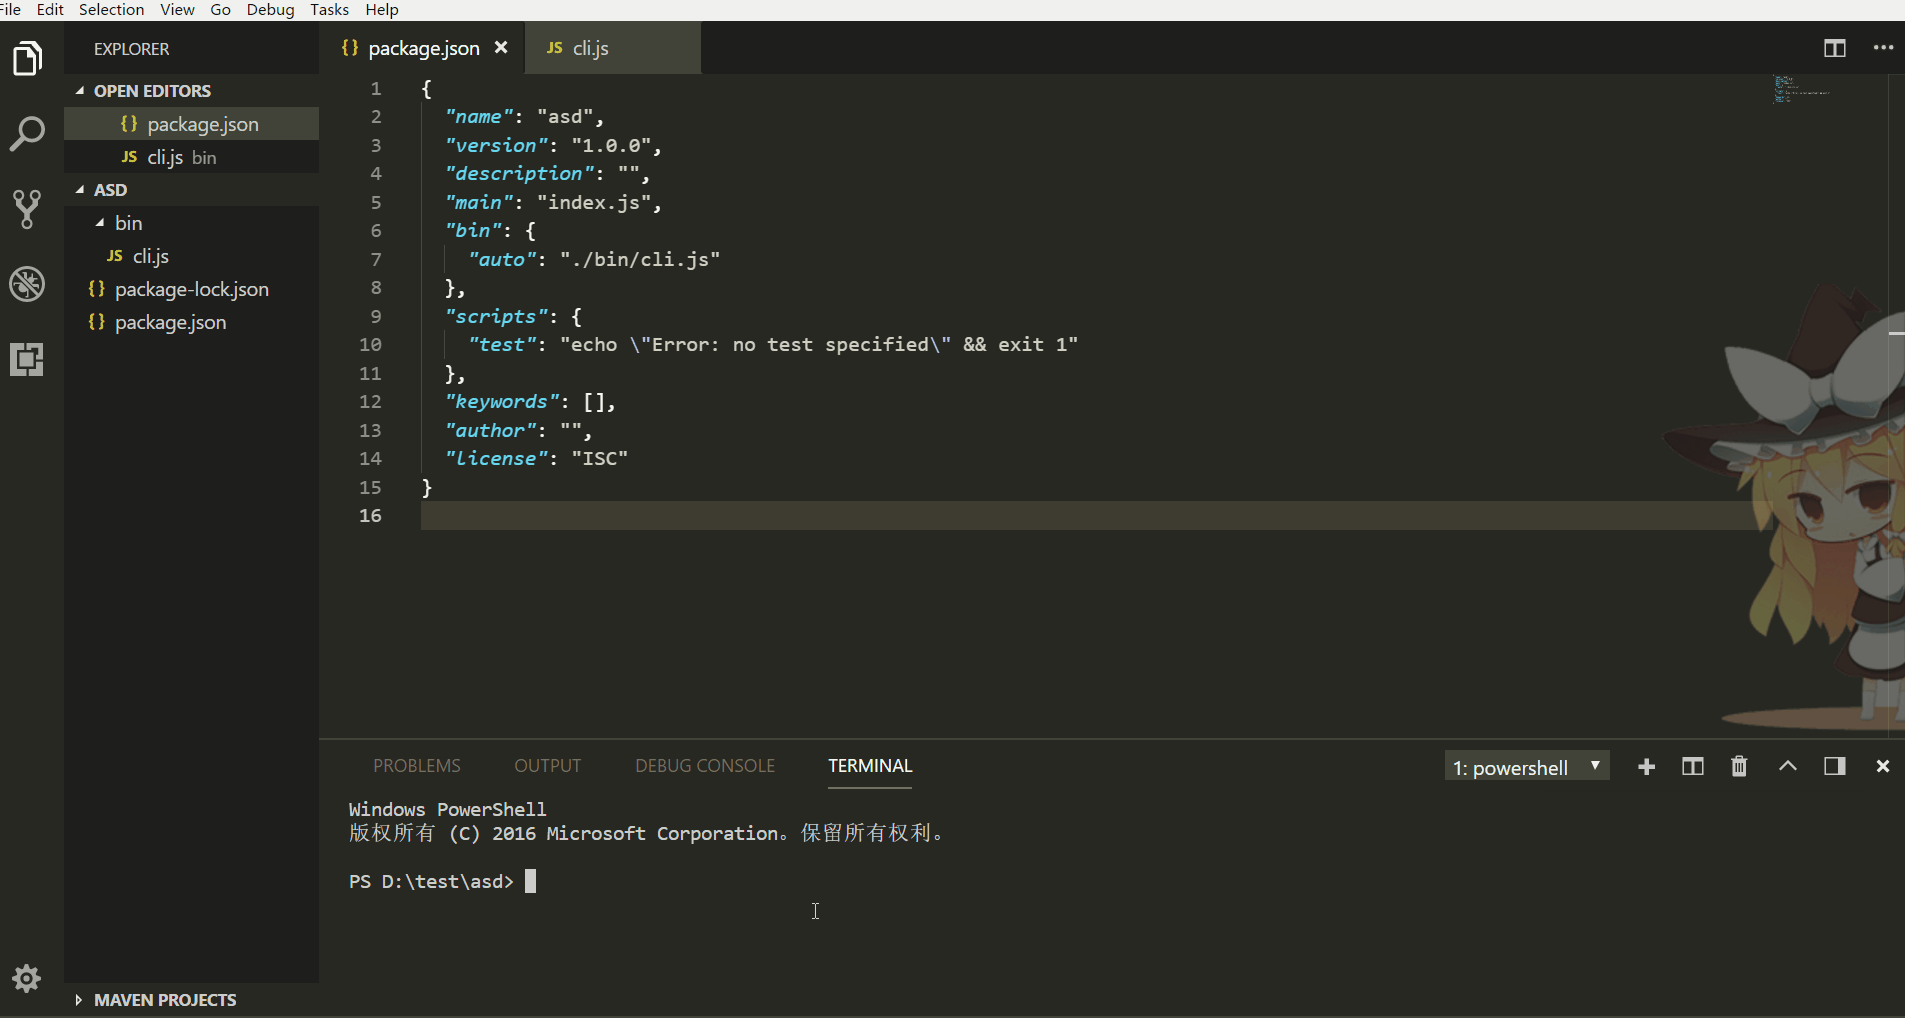 File Edit Selection View Go Debug Tasks Help
EXPLORER
OPEN EDITORS
{} package.json
JS cli.js bin
ASD
bin
JS cli.js
{} package-lock.json
{} package.json
MAVEN PROJECTS
{} package.json × JS cli.js
1 {
2 "name": "asd",
3 "version": "1.0.0",
4 "description": "",
5 "main": "index.js",
6 "bin": {
7 "auto": "./bin/cli.js"
8 },
9 "scripts": {
10 "test": "echo \"Error: no test specified\" && exit 1"
11 },
12 "keywords": [],
13 "author": "",
14 "license": "ISC"
15 }
16
PROBLEMS OUTPUT DEBUG CONSOLE TERMINAL 1: powershell
Windows PowerShell
版权所有 (C) 2016 Microsoft Corporation。保留所有权利。
PS D:\test\asd>